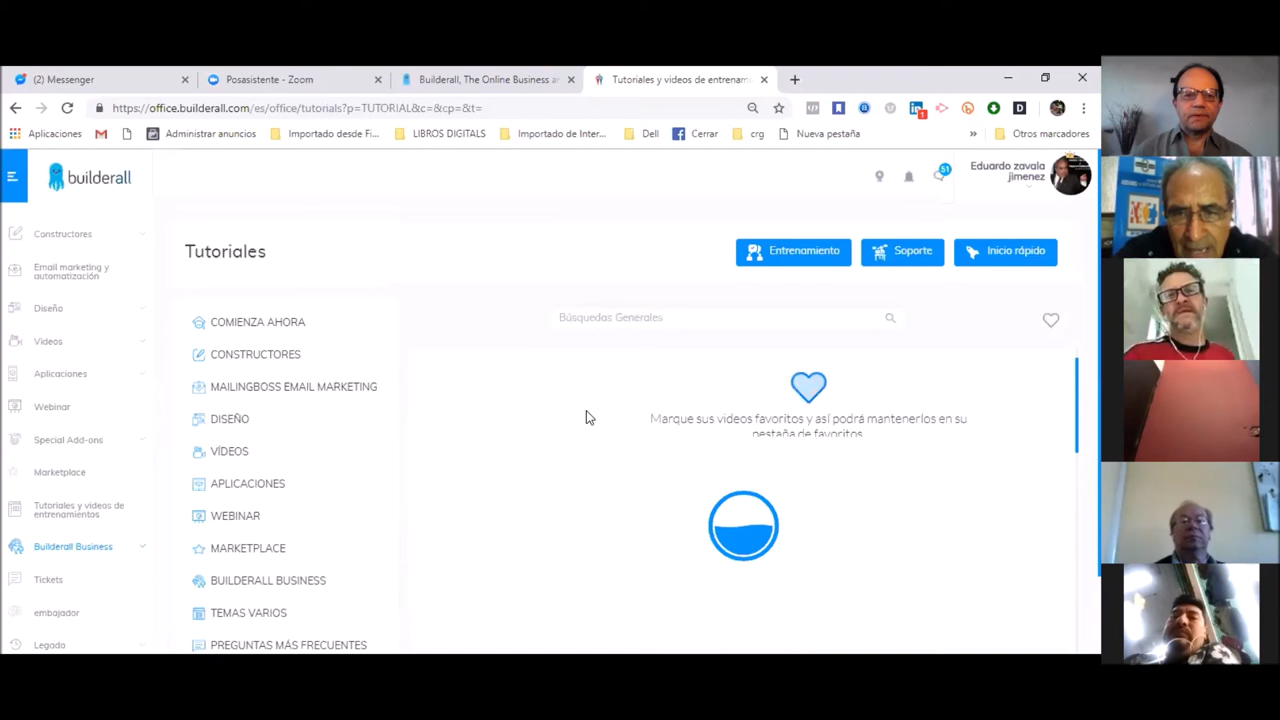 (2) Messenger
Posasistente - Zoom
Builderall, The Online Business an
Tutoriales y videos de entrenam
https://office.builderall.com/es/office/tutorials?p=TUTORIAL&c=&cp=&t=
1
D
Aplicaciones
Administrar anuncios
Importado desde Fi...
LIBROS DIGITALS
Importado de Inter...
Dell
Cerrar
crg
Nueva pestaña
»
Otros marcadores
builderall
51
Eduardo zavala
jimenez
Constructores
Email marketing y
automatización
Diseño
Videos
Aplicaciones
Webinar
Special Add-ons
Marketplace
Tutoriales y videos de
entrenamientos
Builderall Business
Tickets
embajador
Legado
Tutoriales
Entrenamiento
Soporte
Inicio rápido
COMIENZA AHORA
CONSTRUCTORES
MAILINGBOSS EMAIL MARKETING
DISEÑO
VÍDEOS
APLICACIONES
WEBINAR
MARKETPLACE
BUILDERALL BUSINESS
TEMAS VARIOS
PREGUNTAS MÁS FRECUENTES
Búsquedas Generales
Marque sus videos favoritos y así podrá mantenerlos en su
pestaña de favoritos